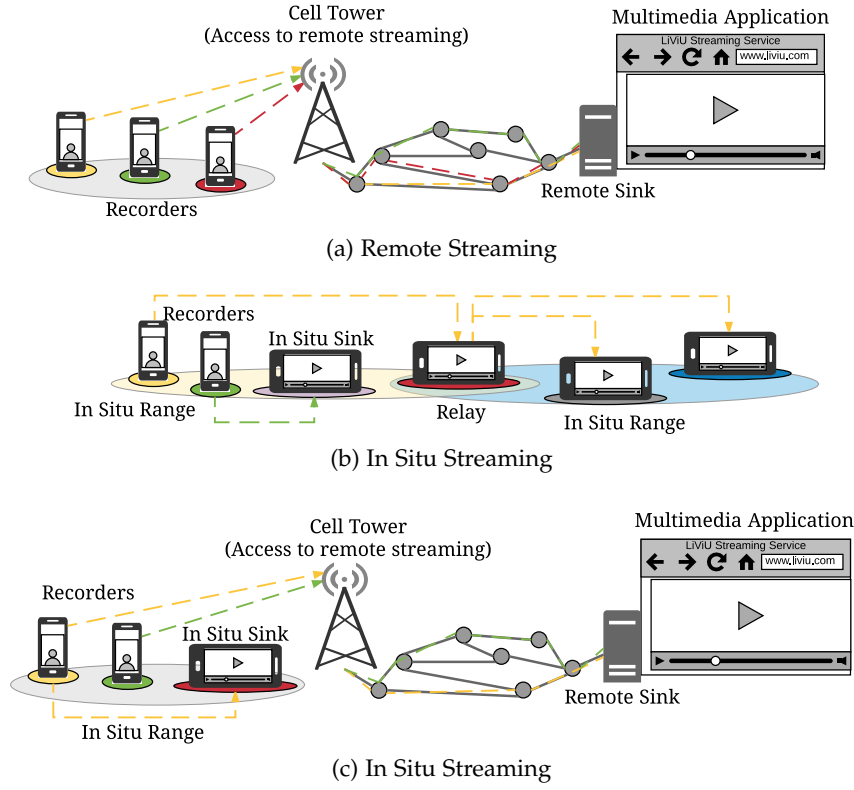 Cell Tower
(Access to remote streaming)
Multimedia Application
LiViU Streaming Service
www.liviu.com
Recorders
Remote Sink
(a) Remote Streaming
Recorders
In Situ Sink
In Situ Range
Relay
In Situ Range
(b) In Situ Streaming
Cell Tower
(Access to remote streaming)
Multimedia Application
LiViU Streaming Service
www.liviu.com
Recorders
In Situ Sink
Remote Sink
In Situ Range
(c) In Situ Streaming